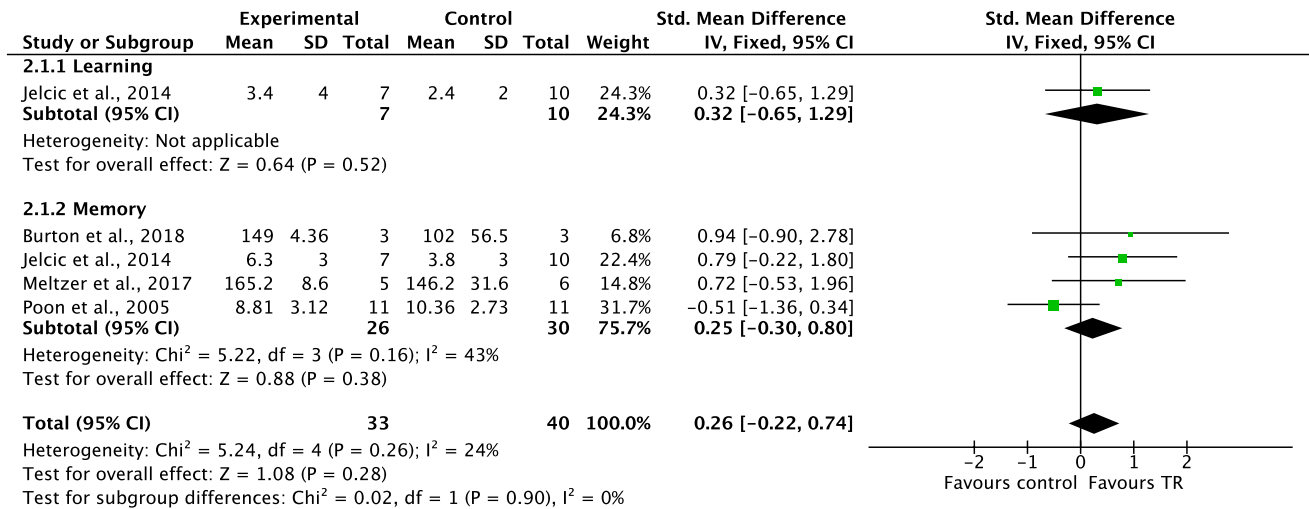 Experimental Control Std. Mean Difference Std. Mean Difference
Study or Subgroup Mean SD Total Mean SD Total Weight IV, Fixed, 95% CI IV, Fixed, 95% CI
2.1.1 Learning
Jelcic et al., 2014 3.4 4 7 2.4 2 10 24.3% 0.32 [−0.65, 1.29]
Subtotal (95% CI) 7 10 24.3% 0.32 [−0.65, 1.29]
Heterogeneity: Not applicable
Test for overall effect: Z = 0.64 (P = 0.52)
2.1.2 Memory
Burton et al., 2018 149 4.36 3 102 56.5 3 6.8% 0.94 [−0.90, 2.78]
Jelcic et al., 2014 6.3 3 7 3.8 3 10 22.4% 0.79 [−0.22, 1.80]
Meltzer et al., 2017 165.2 8.6 5 146.2 31.6 6 14.8% 0.72 [−0.53, 1.96]
Poon et al., 2005 8.81 3.12 11 10.36 2.73 11 31.7% −0.51 [−1.36, 0.34]
Subtotal (95% CI) 26 30 75.7% 0.25 [−0.30, 0.80]
Heterogeneity: Chi² = 5.22, df = 3 (P = 0.16); I² = 43%
Test for overall effect: Z = 0.88 (P = 0.38)
Total (95% CI) 33 40 100.0% 0.26 [−0.22, 0.74]
Heterogeneity: Chi² = 5.24, df = 4 (P = 0.26); I² = 24%
Test for overall effect: Z = 1.08 (P = 0.28)
Test for subgroup differences: Chi² = 0.02, df = 1 (P = 0.90), I² = 0%
−2 −1 0 1 2
Favours control Favours TR